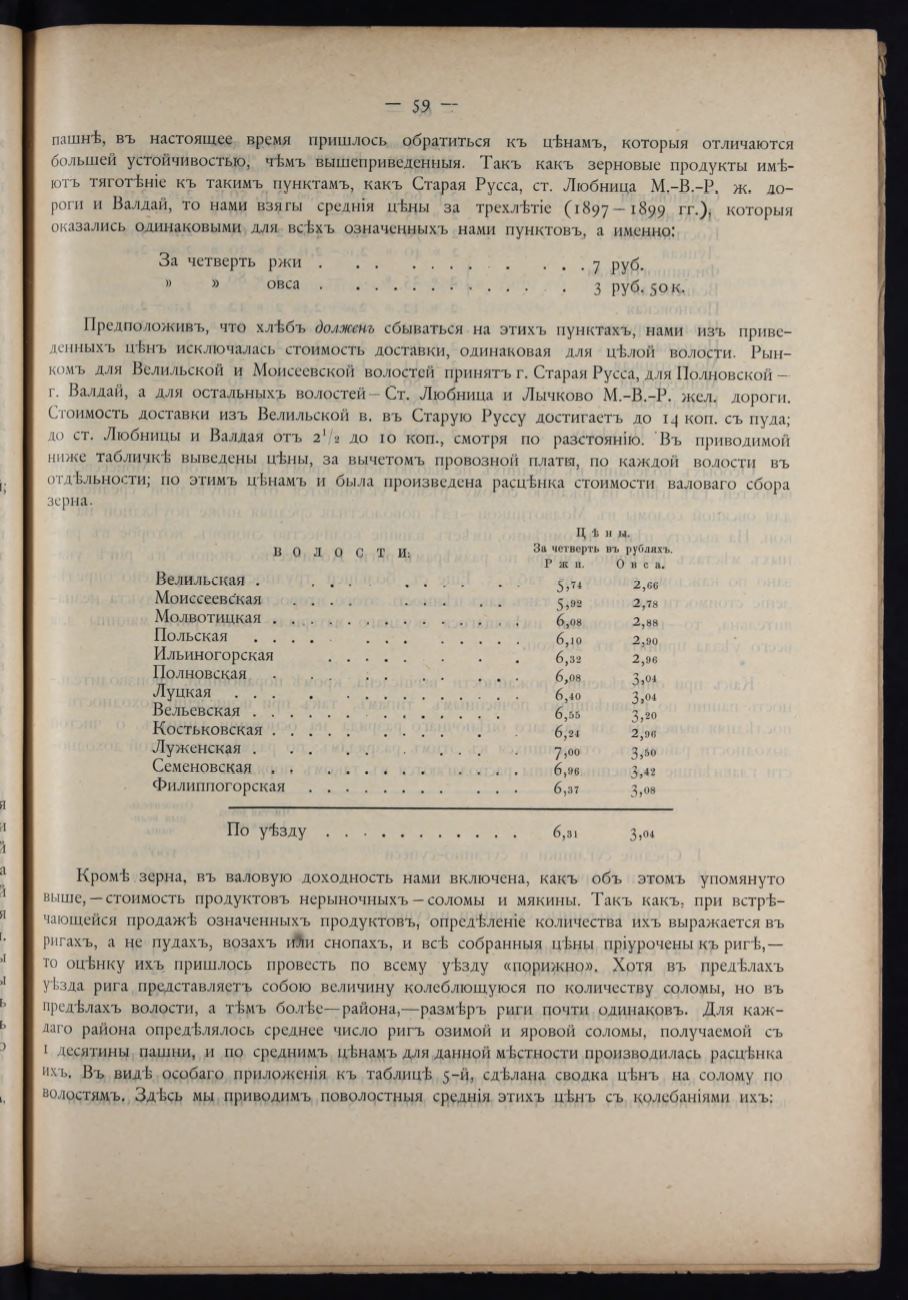 — 59 —
пашнѣ, въ настоящее время пришлось обратиться къ цѣнамъ, которыя отличаются
большей устойчивостью, чѣмъ вышеприведенныя. Такъ какъ зерновые продукты имѣ-
ютъ тяготѣніе къ такимъ пунктамъ, какъ Старая Русса, ст. Любница М.-В.-Р. ж. до-
роги и Валдай, то нами взяты среднія цѣны за трехлѣтіе (1897—1899 гг.), которыя
оказались одинаковыми для всѣхъ означенныхъ нами пунктовъ, а именно:
За четверть ржи . . . . . . . . . . . . 7 руб.
» » овса . . . . . . . . . . . . 3 руб. 50 к.
Предположивъ, что хлѣбъ долженъ сбываться на этихъ пунктахъ, нами изъ приве-
денныхъ цѣнъ исключалась стоимость доставки, одинаковая для цѣлой волости. Рын-
комъ для Велильской и Моисеевской волостей принятъ г. Старая Русса, для Полновской —
г. Валдай, а для остальныхъ волостей — Ст. Любница и Лычково М.-В.-Р. жел. дороги.
Стоимость доставки изъ Велильской в. въ Старую Руссу достигаетъ до 14 коп. съ пуда;
до ст. Любницы и Валдая отъ 2¹/₂ до 10 коп., смотря по разстоянію. Въ приводимой
ниже табличкѣ выведены цѣны, за вычетомъ провозной платы, по каждой волости въ
отдѣльности; по этимъ цѣнамъ и была произведена расцѣнка стоимости валоваго сбора
зерна.
Цѣны.
ВОЛОСТИ. За четверть въ рубляхъ.
Ржи. Овса.
Велильская . . . . . . . . . . 5,74 2,66
Моиссеевская . . . . . . . . . . 5,92 2,78
Молвотицкая . . . . . . . . . . 6,08 2,88
Польская . . . . . . . . . . 6,10 2,90
Ильиногорская . . . . . . . . . . 6,32 2,96
Полновская . . . . . . . . . . 6,08 3,04
Луцкая . . . . . . . . . . 6,40 3,04
Вельевская . . . . . . . . . . 6,55 3,20
Костьковская . . . . . . . . . . 6,24 2,96
Луженская . . . . . . . . . . 7,00 3,50
Семеновская . . . . . . . . . . 6,96 3,42
Филиппогорская . . . . . . . . . . 6,37 3,08
По уѣзду . . . . . . . . . . 6,31 3,04
Кромѣ зерна, въ валовую доходность нами включена, какъ объ этомъ упомянуто
выше,—стоимость продуктовъ нерыночныхъ—соломы и мякины. Такъ какъ, при встрѣ-
чающейся продажѣ означенныхъ продуктовъ, опредѣленіе количества ихъ выражается въ
ригахъ, а не пудахъ, возахъ или снопахъ, и всѣ собранныя цѣны пріурочены къ ригѣ,—
то оцѣнку ихъ пришлось провесть по всему уѣзду «порижно». Хотя въ предѣлахъ
уѣзда рига представляетъ собою величину колеблющуюся по количеству соломы, но въ
предѣлахъ волости, а тѣмъ болѣе—района,—размѣръ риги почти одинаковъ. Для каж-
даго района опредѣлялось среднее число ригъ озимой и яровой соломы, получаемой съ
1 десятины пашни, и по среднимъ цѣнамъ для данной мѣстности производилась расцѣнка
ихъ. Въ видѣ особаго приложенія къ таблицѣ 5-й, сдѣлана сводка цѣнъ на солому по
волостямъ. Здѣсь мы приводимъ поволостныя среднія этихъ цѣнъ съ колебаніями ихъ: